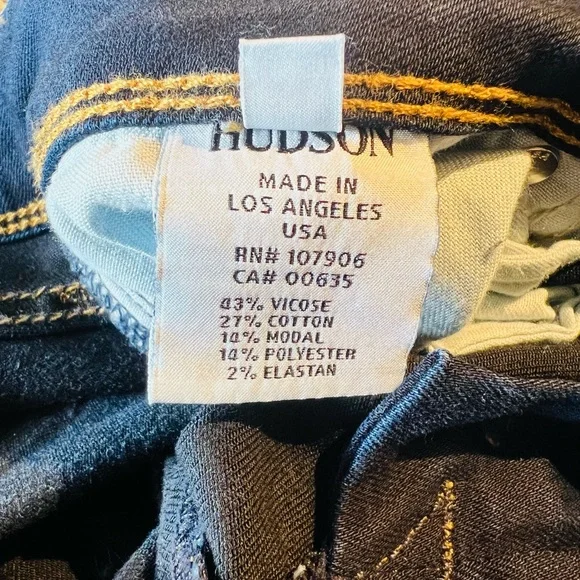 HUDSON
MADE IN
LOS ANGELES
USA
RN# 107906
CA# 00635
43% VICOSE
27% COTTON
14% MODAL
14% POLYESTER
2% ELASTAN